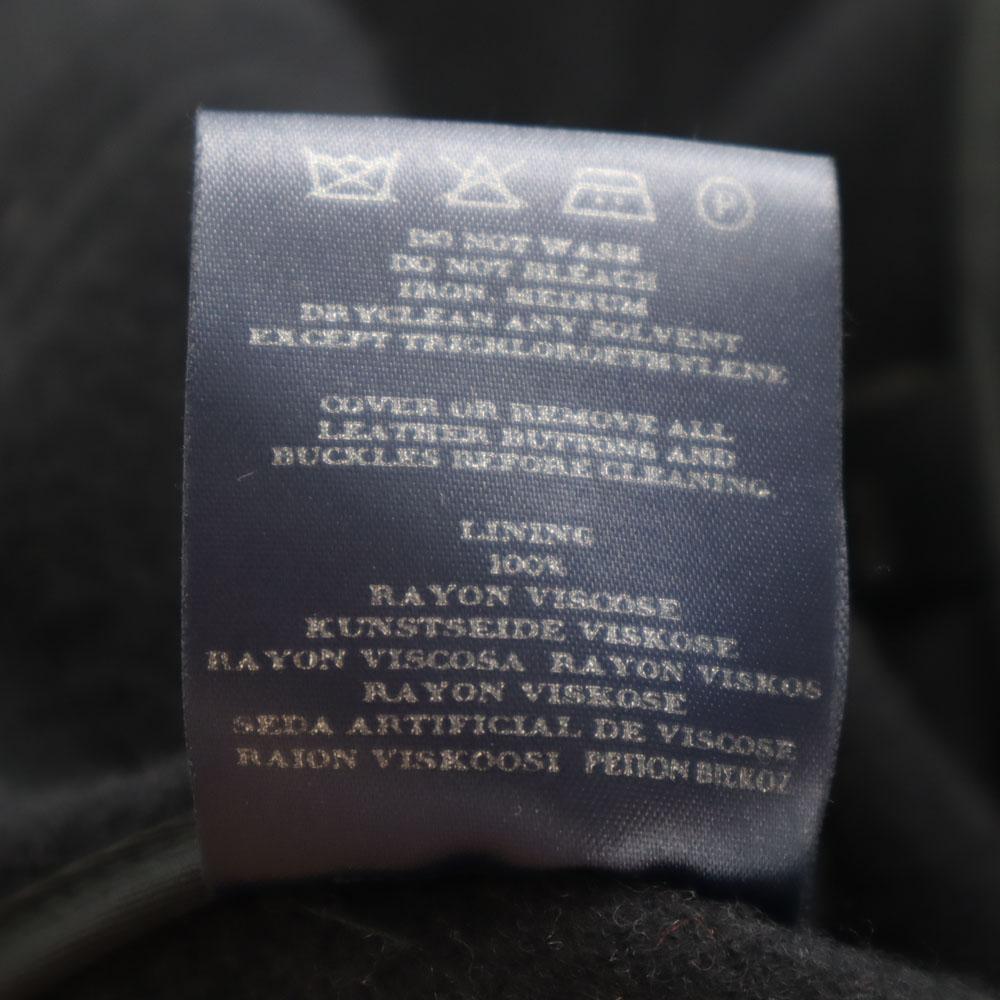 P
DO NOT WASH
DO NOT BLEACH
IRON MEDIUM
DRYCLEAN ANY SOLVENT
EXCEPT TRICHLOROETHYLENE
COVER OR REMOVE ALL
LEATHER BUTTONS AND
BUCKLES BEFORE CLEANING.
LINING
100%
RAYON VISCOSE
KUNSTSEIDE VISKOSE
RAYON VISCOSA RAYON VISKOS
RAYON VISKOSE
SEDA ARTIFICIAL DE VISCOSE
RAION VISKOOSI ΡΕΠΟΝ ΒΙΣΚΟΖ